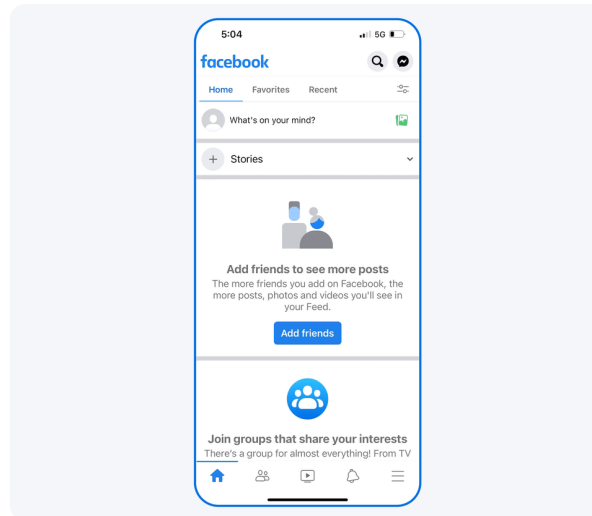 5:04 5G
facebook
Home Favorites Recent
What's on your mind?
Stories
Add friends to see more posts
The more friends you add on Facebook, the
more posts, photos and videos you'll see in
your Feed.
Add friends
Join groups that share your interests
There's a group for almost everything! From TV